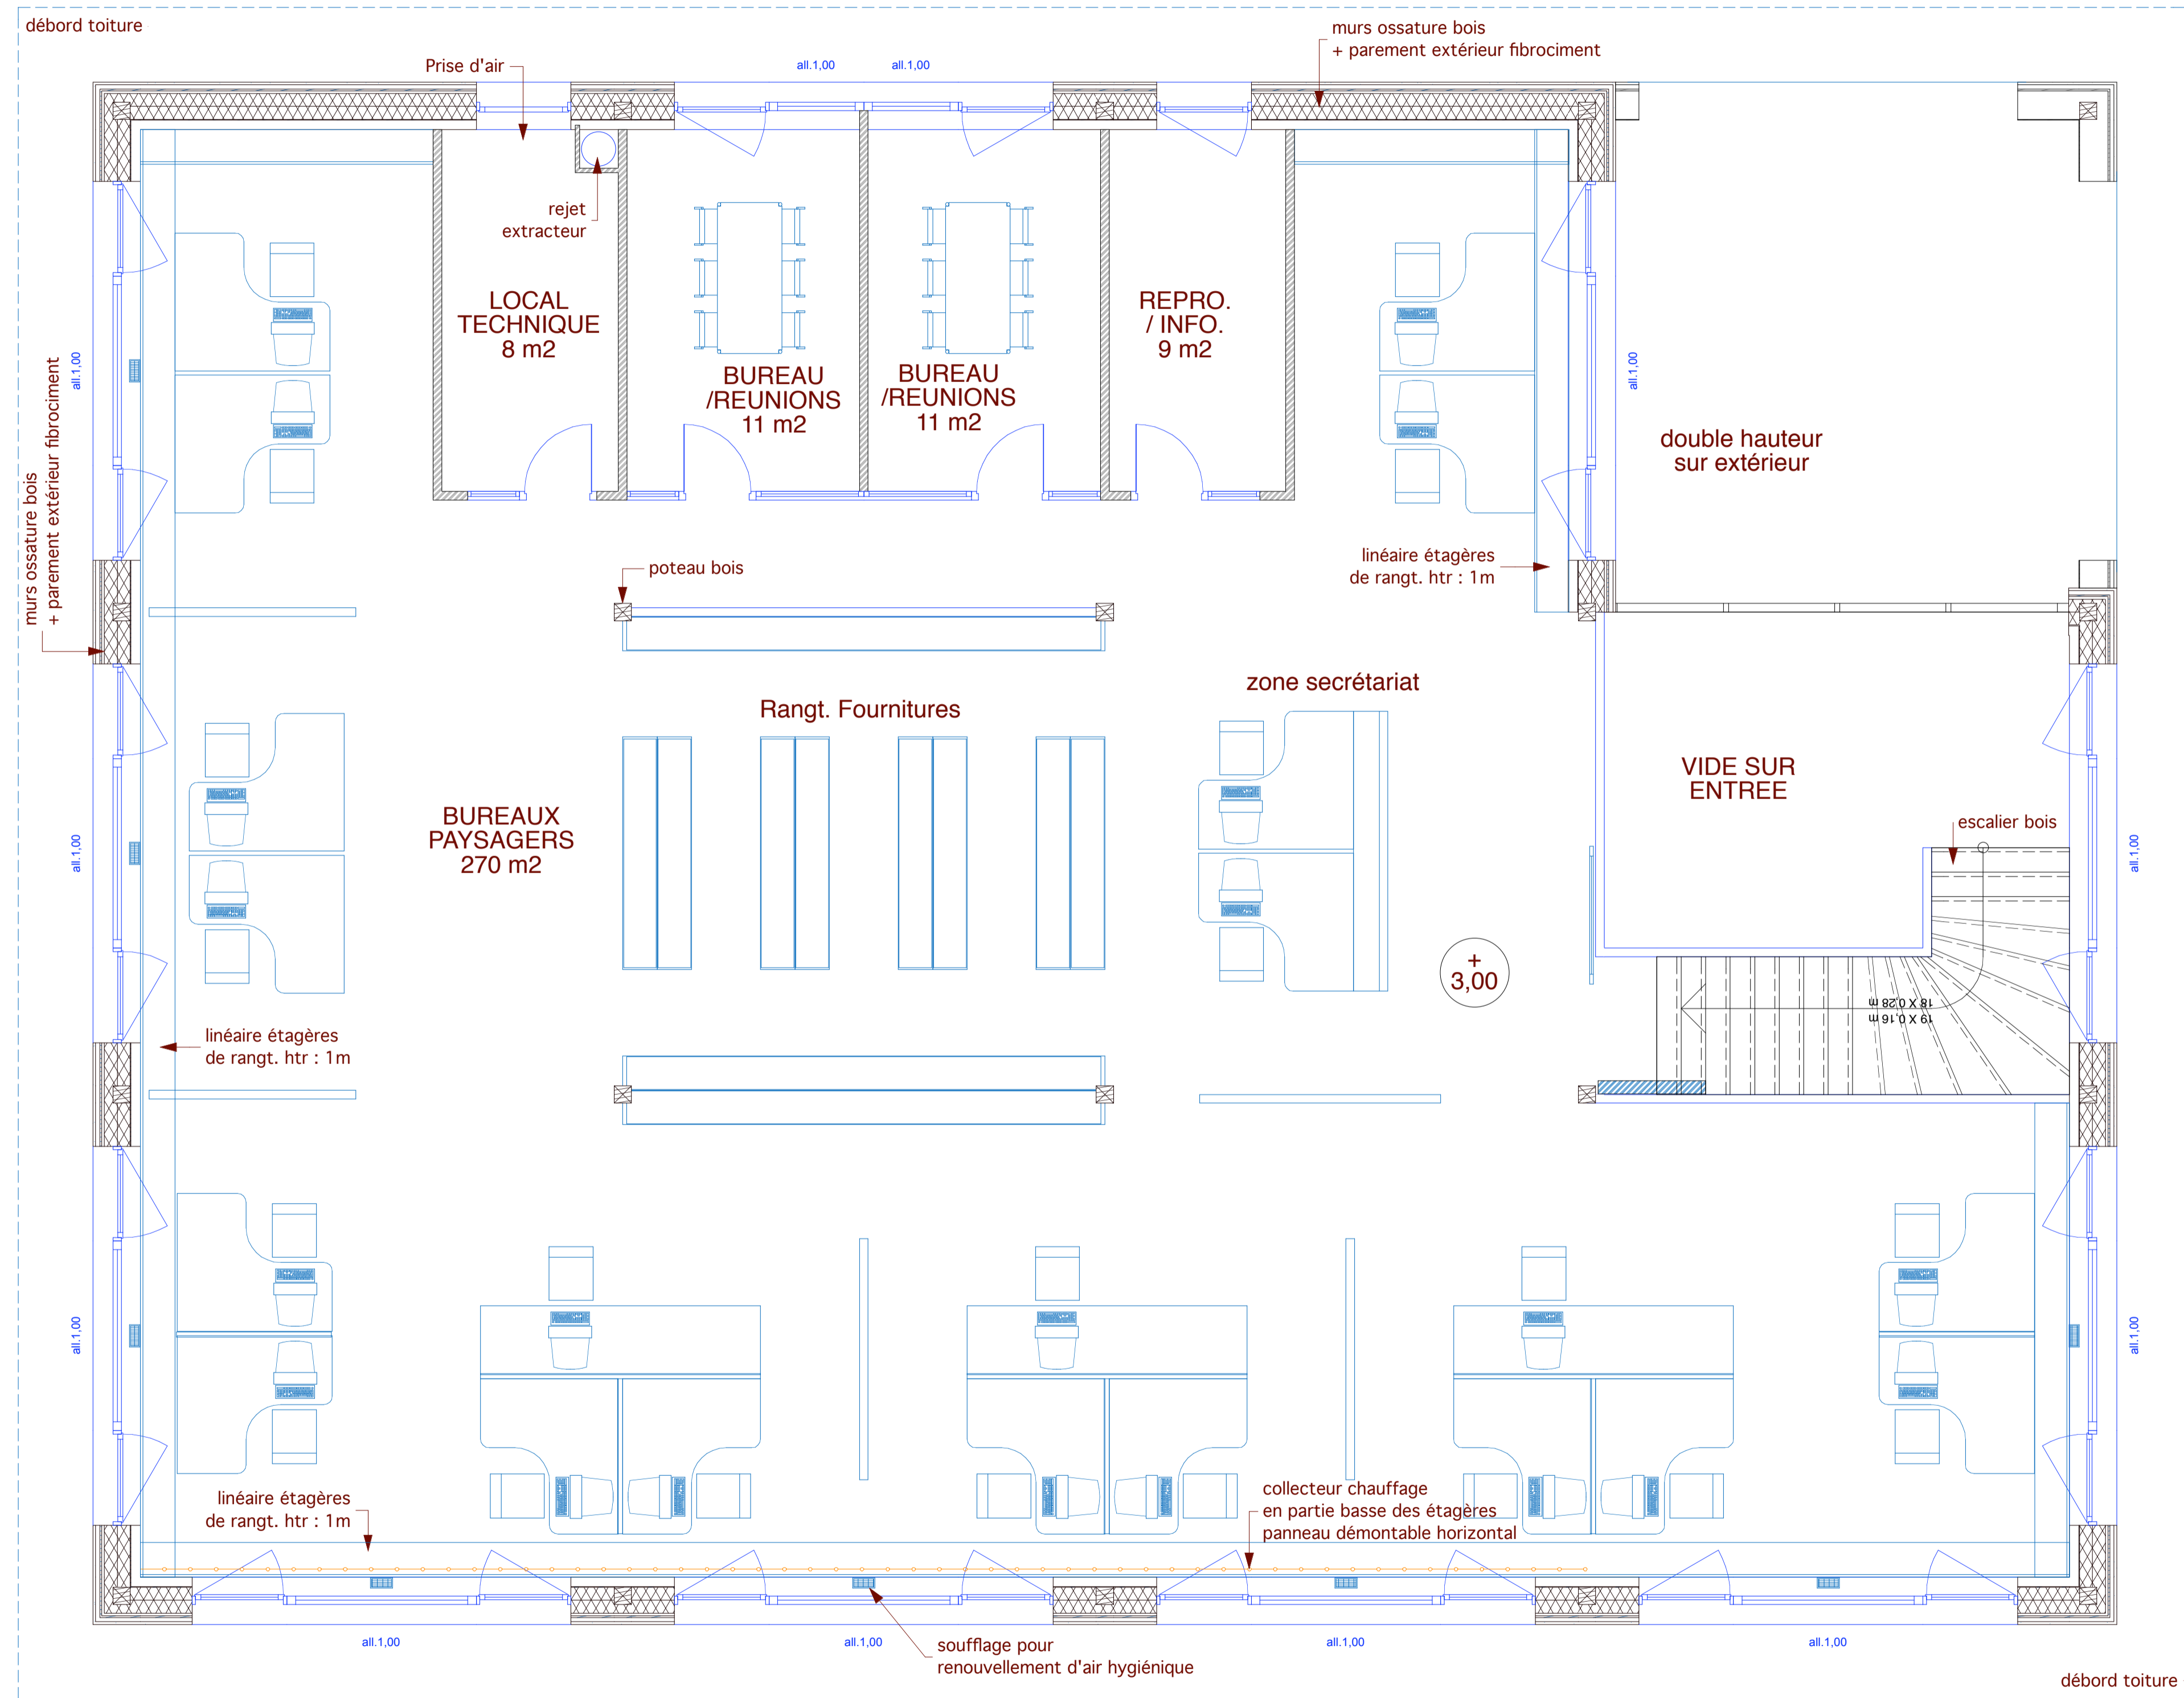 débord toiture
murs ossature bois
+ parement extérieur fibrociment
Prise d'air
all.1,00
all.1,00
rejet
extracteur
LOCAL
TECHNIQUE
8 m2
BUREAU
/REUNIONS
11 m2
BUREAU
/REUNIONS
11 m2
REPRO.
/ INFO.
9 m2
all.1,00
all.1,00
murs ossature bois
+ parement extérieur fibrociment
double hauteur
sur extérieur
linéaire étagères
de rangt. htr : 1m
poteau bois
zone secrétariat
Rangt. Fournitures
VIDE SUR
ENTREE
escalier bois
BUREAUX
PAYSAGERS
270 m2
all.1,00
all.1,00
+
3,00
19 X 0,16 m
18 X 0,28 m
linéaire étagères
de rangt. htr : 1m
all.1,00
all.1,00
linéaire étagères
de rangt. htr : 1m
collecteur chauffage
en partie basse des étagères
panneau démontable horizontal
all.1,00
all.1,00
all.1,00
all.1,00
soufflage pour
renouvellement d'air hygiénique
débord toiture